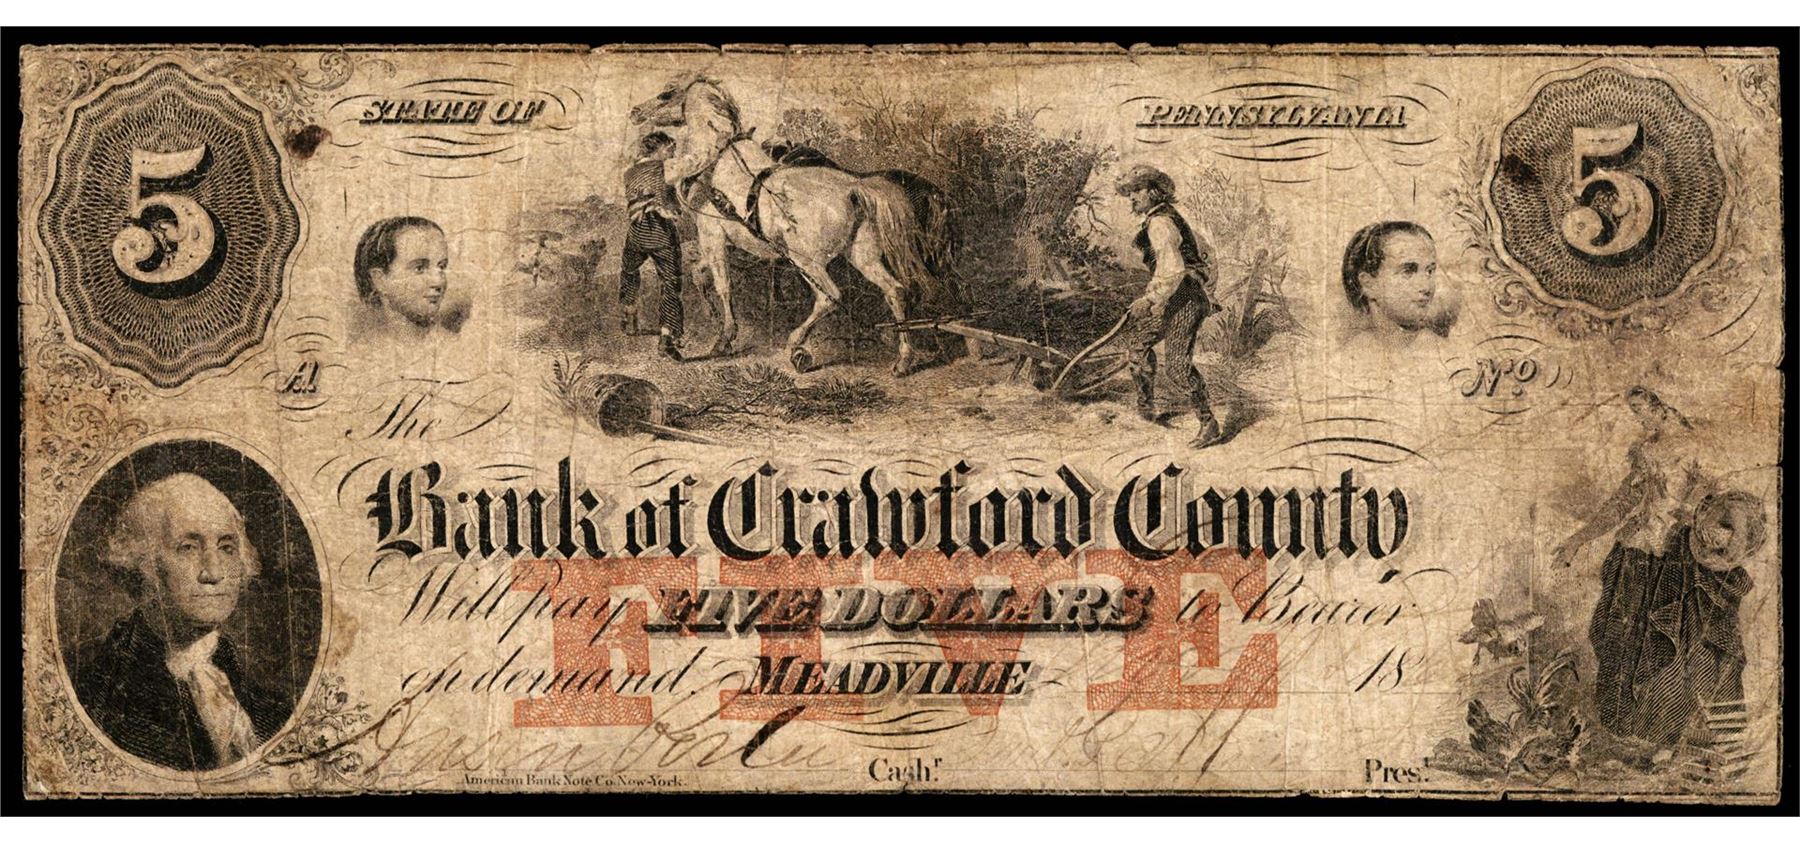 5
STATE OF
PENNSYLVANIA
5
A1
No
The
Bank of Crawford County
FIVE
Will pay FIVE DOLLARS to Bearer
on demand. MEADVILLE 18
Cash.r
Pres.t
American Bank Note Co. New-York.